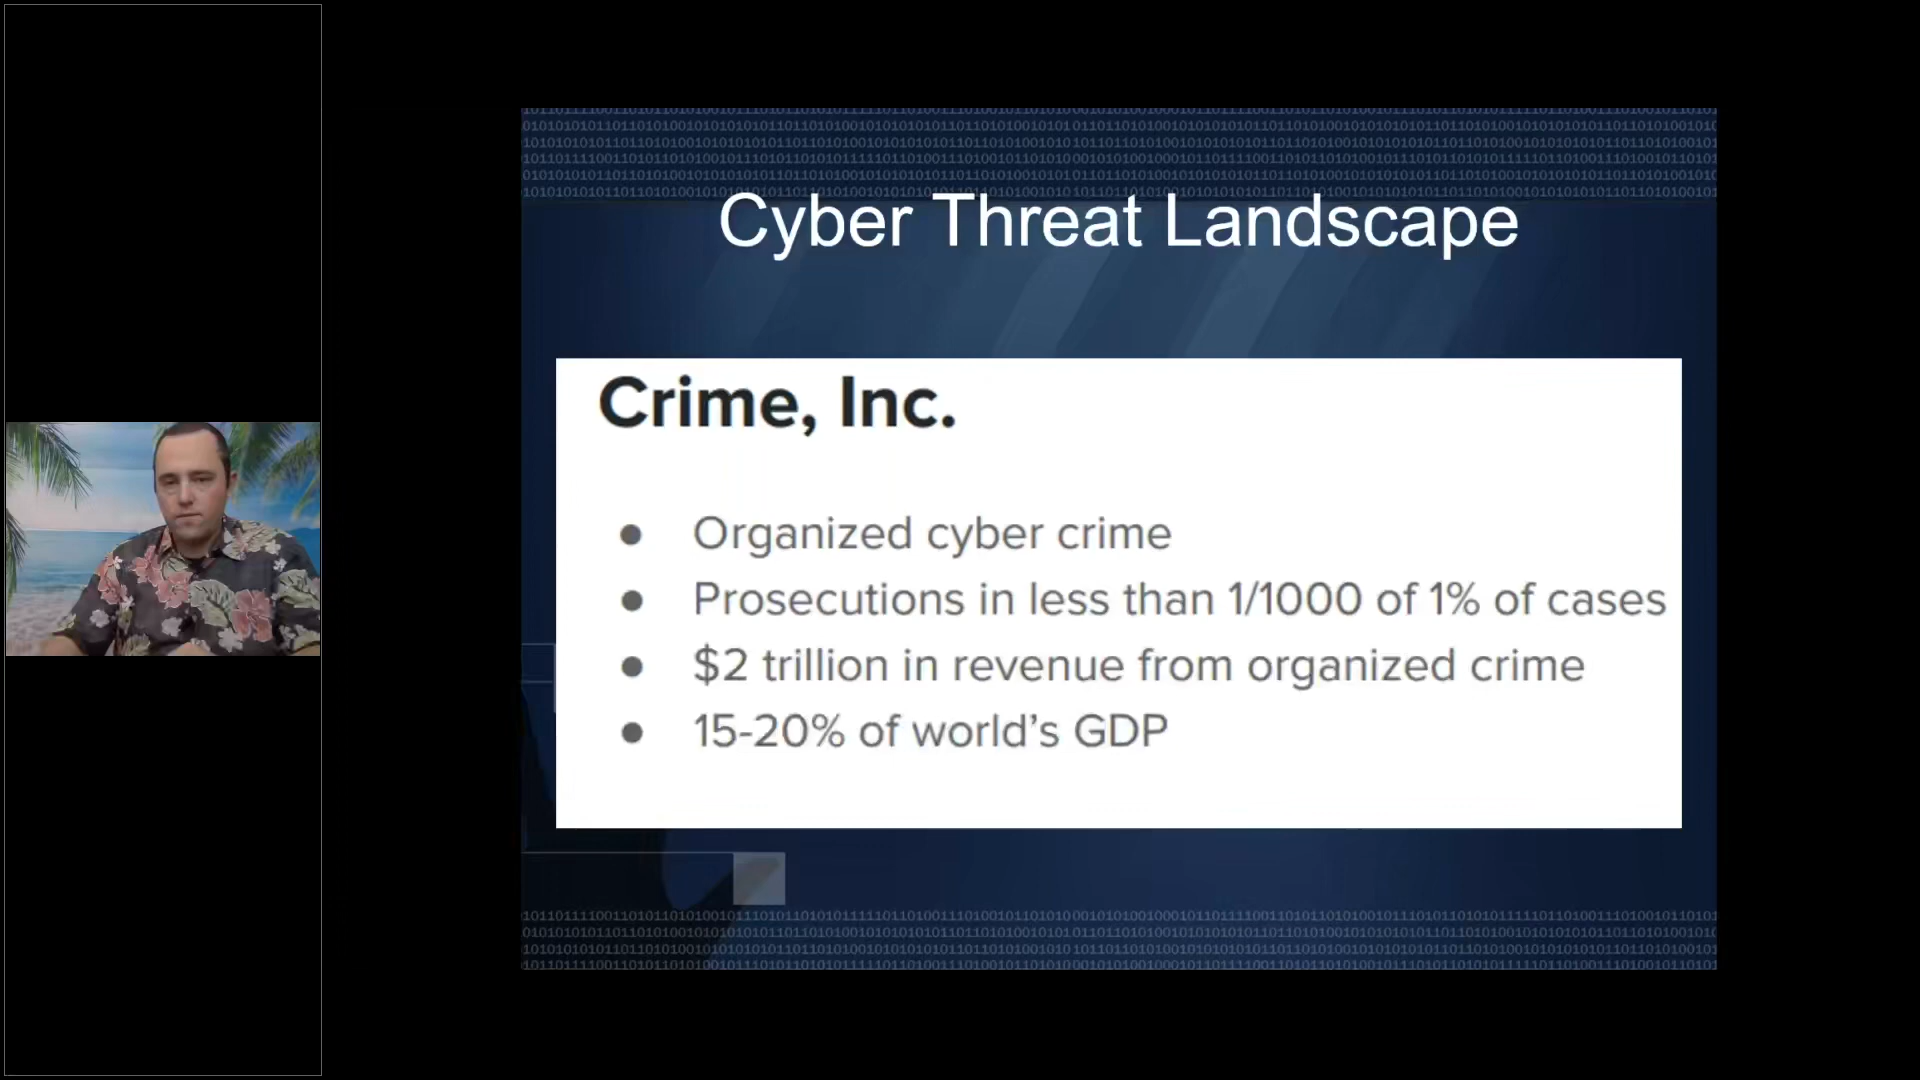 Cyber Threat Landscape
Crime, Inc.
● Organized cyber crime
● Prosecutions in less than 1/1000 of 1% of cases
● $2 trillion in revenue from organized crime
● 15-20% of world’s GDP